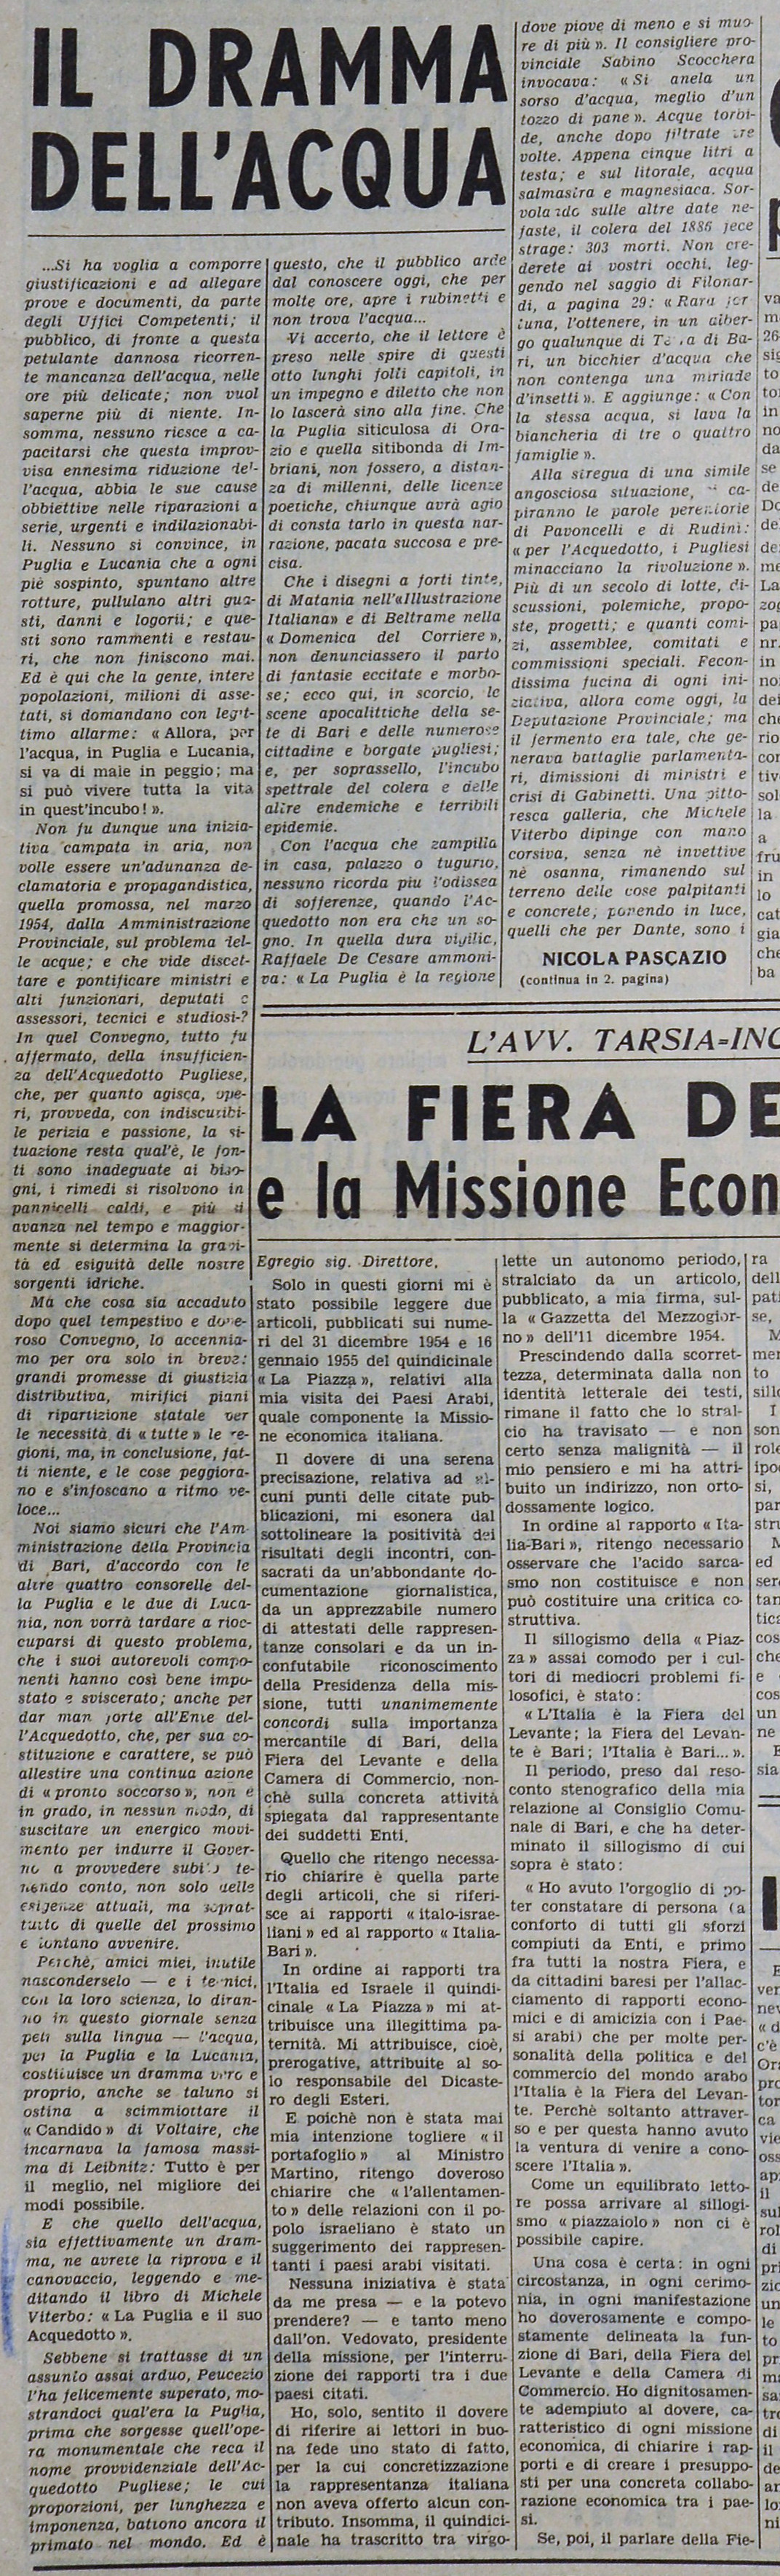 IL DRAMMA
DELL'ACQUA
...Si ha voglia a comporre
giustificazioni e ad allegare
prove e documenti, da parte
degli Uffici Competenti; il
pubblico, di fronte a questa
petulante dannosa ricorren-
te mancanza dell'acqua, nelle
ore più delicate; non vuol
saperne più di niente. In-
somma, nessuno riesce a ca-
pacitarsi che questa improv-
visa ennesima riduzione del-
l'acqua, abbia le sue cause
obbiettive nelle riparazioni a
serie, urgenti e indilazionabi-
li. Nessuno si convince, in
Puglia e Lucania che a ogni
piè sospinto, spuntano altre
rotture, pullulano altri gua-
sti, danni e logorii; e que-
sti sono rammenti e restau-
ri, che non finiscono mai.
Ed è qui che la gente, intere
popolazioni, milioni di asse-
tati, si domandano con legit-
timo allarme: « Allora, per
l'acqua, in Puglia e Lucania,
si va di male in peggio; ma
si può vivere tutta la vita
in quest'incubo! ».
Non fu dunque una inizia-
tiva campata in aria, non
volle essere un'adunanza de-
clamatoria e propagandistica,
quella promossa, nel marzo
1954, dalla Amministrazione
Provinciale, sul problema del-
le acque; e che vide discet-
tare e pontificare ministri e
alti funzionari, deputati e
assessori, tecnici e studiosi-?
In quel Convegno, tutto fu
affermato, della insufficien-
za dell'Acquedotto Pugliese,
che, per quanto agisca, ope-
ri, provveda, con indiscutibi-
le perizia e passione, la si-
tuazione resta qual'è, le fon-
ti sono inadeguate ai biso-
gni, i rimedi si risolvono in
pannicelli caldi, e più si
avanza nel tempo e maggior-
mente si determina la gravi-
tà ed esiguità delle nostre
sorgenti idriche.
Ma che cosa sia accaduto
dopo quel tempestivo e dove-
roso Convegno, lo accennia-
mo per ora solo in breve:
grandi promesse di giustizia
distributiva, mirifici piani
di ripartizione statale per
le necessità di « tutte » le re-
gioni, ma, in conclusione, fat-
ti niente, e le cose peggiora-
no e s'infoscano a ritmo ve-
loce...
Noi siamo sicuri che l'Am-
ministrazione della Provincia
di Bari, d'accordo con le
altre quattro consorelle del-
la Puglia e le due di Luca-
nia, non vorrà tardare a rioc-
cuparsi di questo problema,
che i suoi autorevoli compo-
nenti hanno così bene impo-
stato e sviscerato; anche per
dar man forte all'Ente del-
l'Acquedotto, che, per sua co-
stituzione e carattere, se può
allestire una continua azione
di « pronto soccorso », non è
in grado, in nessun modo, di
suscitare un energico movi-
mento per indurre il Gover-
no a provvedere subito te-
nendo conto, non solo delle
esigenze attuali, ma soprat-
tutto di quelle del prossimo
e lontano avvenire.
Perchè, amici miei, inutile
nasconderselo — e i tecnici,
con la loro scienza, lo diran-
no in questo giornale senza
peli sulla lingua — l'acqua,
per la Puglia e la Lucania,
costituisce un dramma vero e
proprio, anche se taluno si
ostina a scimmiottare il
« Candido » di Voltaire, che
incarnava la famosa massi-
ma di Leibnitz: Tutto è per
il meglio, nel migliore dei
modi possibile.
E che quello dell'acqua,
sia effettivamente un dram-
ma, ne avrete la riprova e il
canovaccio, leggendo e me-
ditando il libro di Michele
Viterbo: « La Puglia e il suo
Acquedotto ».
Sebbene si trattasse di un
assunto assai arduo, Peucezio
l'ha felicemente superato, mo-
strandoci qual'era la Puglia,
prima che sorgesse quell'ope-
ra monumentale che reca il
nome provvidenziale dell'Ac-
quedotto Pugliese; le cui
proporzioni, per lunghezza e
imponenza, battono ancora il
primato nel mondo. Ed è
questo, che il pubblico arde
dal conoscere oggi, che per
molte ore, apre i rubinetti e
non trova l'acqua...
Vi accerto, che il lettore è
preso nelle spire di questi
otto lunghi folli capitoli, in
un impegno e diletto che non
lo lascerà sino alla fine. Che
la Puglia siticulosa di Ora-
zio e quella sitibonda di Im-
briani, non fossero, a distan-
za di millenni, delle licenze
poetiche, chiunque avrà agio
di consta tarlo in questa nar-
razione, pacata succosa e pre-
cisa.
Che i disegni a forti tinte,
di Matania nell'«Illustrazione
Italiana» e di Beltrame nella
« Domenica del Corriere »,
non denunciassero il parto
di fantasie eccitate e morbo-
se; ecco qui, in scorcio, le
scene apocalittiche della se-
te di Bari e delle numerose
cittadine e borgate pugliesi;
e, per soprassello, l'incubo
spettrale del colera e delle
altre endemiche e terribili
epidemie.
Con l'acqua che zampilla
in casa, palazzo o tugurio,
nessuno ricorda più l'odissea
di sofferenze, quando l'Ac-
quedotto non era che un so-
gno. In quella dura vigilia,
Raffaele De Cesare ammoni-
va: « La Puglia è la regione
dove piove di meno e si muo-
re di più ». Il consigliere pro-
vinciale Sabino Scocchera
invocava: « Si anela un
sorso d'acqua, meglio d'un
tozzo di pane ». Acque torbi-
de, anche dopo filtrate tre
volte. Appena cinque litri a
testa; e sul litorale, acqua
salmastra e magnesiaca. Sor-
volando sulle altre date ne-
faste, il colera del 1886 fece
strage: 303 morti. Non cre-
derete ai vostri occhi, leg-
gendo nel saggio di Filonar-
di, a pagina 29: « Rara for
tuna, l'ottenere, in un alber-
go qualunque di Terra di Ba-
ri, un bicchier d'acqua che
non contenga una miriade
d'insetti ». E aggiunge: « Con
la stessa acqua, si lava la
biancheria di tre o quattro
famiglie ».
Alla stregua di una simile
angosciosa situazione, si ca-
piranno le parole perentorie
di Pavoncelli e di Rudinì:
« per l'Acquedotto, i Pugliesi
minacciano la rivoluzione ».
Più di un secolo di lotte, di-
scussioni, polemiche, propo-
ste, progetti; e quanti comi-
zi, assemblee, comitati e
commissioni speciali. Fecon-
dissima fucina di ogni ini-
ziativa, allora come oggi, la
Deputazione Provinciale; ma
il fermento era tale, che ge-
nerava battaglie parlamenta-
ri, dimissioni di ministri e
crisi di Gabinetti. Una pitto-
resca galleria, che Michele
Viterbo dipinge con mano
corsiva, senza nè invettive
nè osanna, rimanendo sul
terreno delle cose palpitanti
e concrete, ponendo in luce,
quelli che per Dante, sono i
NICOLA PASCAZIO
(continua in 2. pagina)
L'AVV. TARSIA=INC
LA FIERA DE
e la Missione Econ
Egregio sig. Direttore,
Solo in questi giorni mi è
stato possibile leggere due
articoli, pubblicati sui nume-
ri del 31 dicembre 1954 e 16
gennaio 1955 del quindicinale
« La Piazza », relativi alla
mia visita dei Paesi Arabi,
quale componente la Missio-
ne economica italiana.
Il dovere di una serena
precisazione, relativa ad al-
cuni punti delle citate pub-
blicazioni, mi esonera dal
sottolineare la positività dei
risultati degli incontri, con-
sacrati da un'abbondante do-
cumentazione giornalistica,
da un apprezzabile numero
di attestati delle rappresen-
tanze consolari e da un in-
confutabile riconoscimento
della Presidenza della mis-
sione, tutti unanimemente
concordi sulla importanza
mercantile di Bari, della
Fiera del Levante e della
Camera di Commercio, non-
chè sulla concreta attività
spiegata dal rappresentante
dei suddetti Enti.
Quello che ritengo necessa-
rio chiarire è quella parte
degli articoli, che si riferi-
sce ai rapporti « italo-israe-
liani » ed al rapporto « Italia-
Bari ».
In ordine ai rapporti tra
l'Italia ed Israele il quindi-
cinale « La Piazza » mi at-
tribuisce una illegittima pa-
ternità. Mi attribuisce, cioè,
prerogative, attribuite al so-
lo responsabile del Dicaste-
ro degli Esteri.
E poichè non è stata mai
mia intenzione togliere « il
portafoglio » al Ministro
Martino, ritengo doveroso
chiarire che « l'allentamen-
to » delle relazioni con il po-
polo israeliano è stato un
suggerimento dei rappresen-
tanti i paesi arabi visitati.
Nessuna iniziativa è stata
da me presa — e la potevo
prendere? — e tanto meno
dall'on. Vedovato, presidente
della missione, per l'interru-
zione dei rapporti tra i due
paesi citati.
Ho, solo, sentito il dovere
di riferire ai lettori in buo-
na fede uno stato di fatto,
per la cui concretizzazione
la rappresentanza italiana
non aveva offerto alcun con-
tributo. Insomma, il quindici-
nale ha trascritto tra virgo-
lette un autonomo periodo,
stralciato da un articolo,
pubblicato, a mia firma, sul-
la « Gazzetta del Mezzogior-
no » dell'11 dicembre 1954.
Prescindendo dalla scorret-
tezza, determinata dalla non
identità letterale dei testi,
rimane il fatto che lo stral-
cio ha travisato — e non
certo senza malignità — il
mio pensiero e mi ha attri-
buito un indirizzo, non orto-
dossamente logico.
In ordine al rapporto « Ita-
lia-Bari », ritengo necessario
osservare che l'acido sarca-
smo non costituisce e non
può costituire una critica co-
struttiva.
Il sillogismo della « Piaz-
za » assai comodo per i cul-
tori di mediocri problemi fi-
losofici, è stato:
« L'Italia è la Fiera del
Levante; la Fiera del Levan-
te è Bari; l'Italia è Bari... ».
Il periodo, preso dal reso-
conto stenografico della mia
relazione al Consiglio Comu-
nale di Bari, e che ha deter-
minato il sillogismo di cui
sopra è stato:
« Ho avuto l'orgoglio di po-
ter constatare di persona (a
conforto di tutti gli sforzi
compiuti da Enti, e primo
fra tutti la nostra Fiera, e
da cittadini baresi per l'allac-
ciamento di rapporti econo-
mici e di amicizia con i Pae-
si arabi) che per molte per-
sonalità della politica e del
commercio del mondo arabo
l'Italia è la Fiera del Levan-
te. Perchè soltanto attraver-
so e per questa hanno avuto
la ventura di venire a cono-
scere l'Italia ».
Come un equilibrato letto-
re possa arrivare al sillogi-
smo « piazzaiolo » non ci è
possibile capire.
Una cosa è certa: in ogni
circostanza, in ogni cerimo-
nia, in ogni manifestazione
ho doverosamente e compo-
stamente delineata la fun-
zione di Bari, della Fiera del
Levante e della Camera di
Commercio. Ho dignitosamen-
te adempiuto al dovere, ca-
ratteristico di ogni missione
economica, di chiarire i rap-
porti e di creare i presuppo-
sti per una concreta collabo-
razione economica tra i pae-
si.
Se, poi, il parlare della Fie-